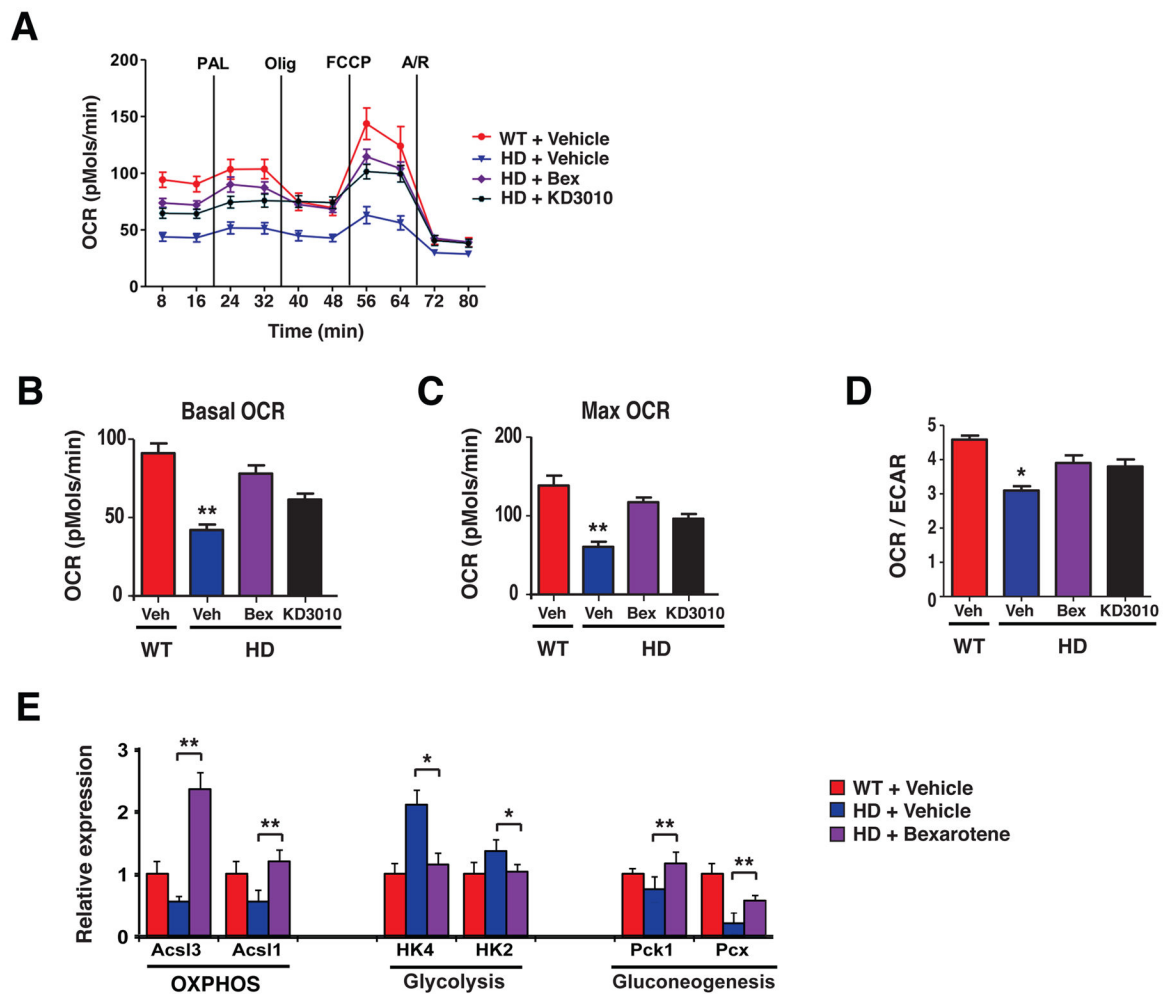 A
PAL Olig FCCP A/R
200
150
100
50
0
OCR (pMols/min)
8 16 24 32 40 48 56 64 72 80
Time (min)
WT + Vehicle
HD + Vehicle
HD + Bex
HD + KD3010
B
Basal OCR
OCR (pMols/min)
100
50
0
**
Veh Veh Bex KD3010
WT HD
C
Max OCR
OCR (pMols/min)
200
100
0
**
Veh Veh Bex KD3010
WT HD
D
OCR / ECAR
5
4
3
2
1
0
*
Veh Veh Bex KD3010
WT HD
E
Relative expression
3
2
1
0
** ** * * ** **
Acsl3 Acsl1 HK4 HK2 Pck1 Pcx
OXPHOS Glycolysis Gluconeogenesis
WT + Vehicle
HD + Vehicle
HD + Bexarotene